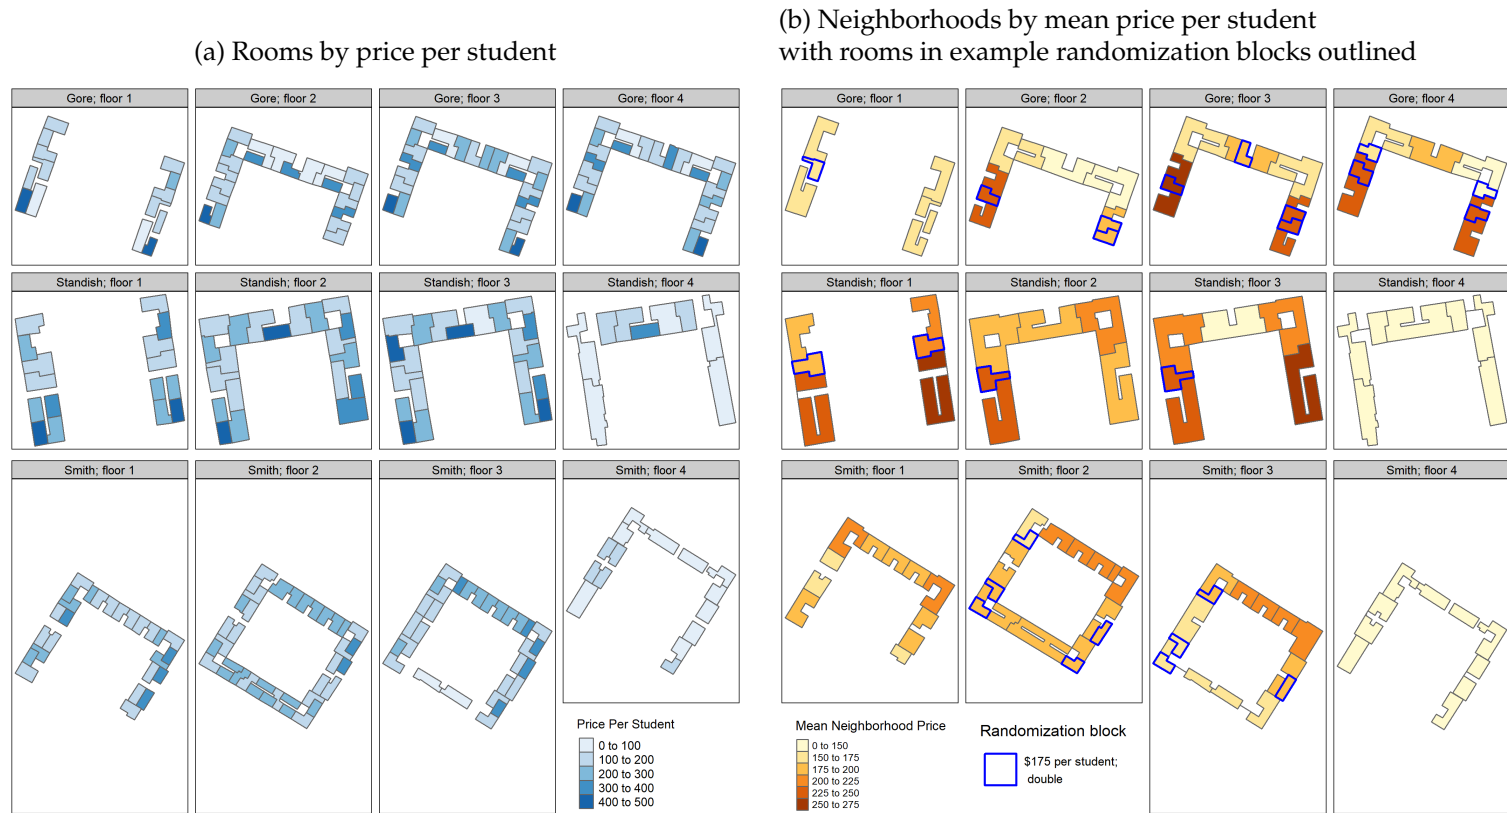 (a) Rooms by price per student
(b) Neighborhoods by mean price per student
with rooms in example randomization blocks outlined
Gore; floor 1
Gore; floor 2
Gore; floor 3
Gore; floor 4
Gore; floor 1
Gore; floor 2
Gore; floor 3
Gore; floor 4
Standish; floor 1
Standish; floor 2
Standish; floor 3
Standish; floor 4
Standish; floor 1
Standish; floor 2
Standish; floor 3
Standish; floor 4
Smith; floor 1
Smith; floor 2
Smith; floor 3
Smith; floor 4
Smith; floor 1
Smith; floor 2
Smith; floor 3
Smith; floor 4
Price Per Student
0 to 100
100 to 200
200 to 300
300 to 400
400 to 500
Mean Neighborhood Price
0 to 150
150 to 175
175 to 200
200 to 225
225 to 250
250 to 275
Randomization block
$175 per student;
double